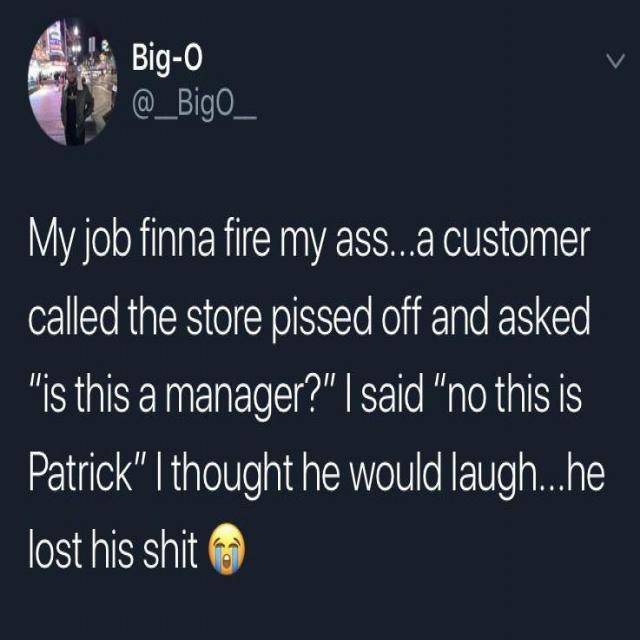 Big-O
@__BigO__
My job finna fire my ass...a customer
called the store pissed off and asked
"is this a manager?" I said "no this is
Patrick" I thought he would laugh...he
lost his shit 😭